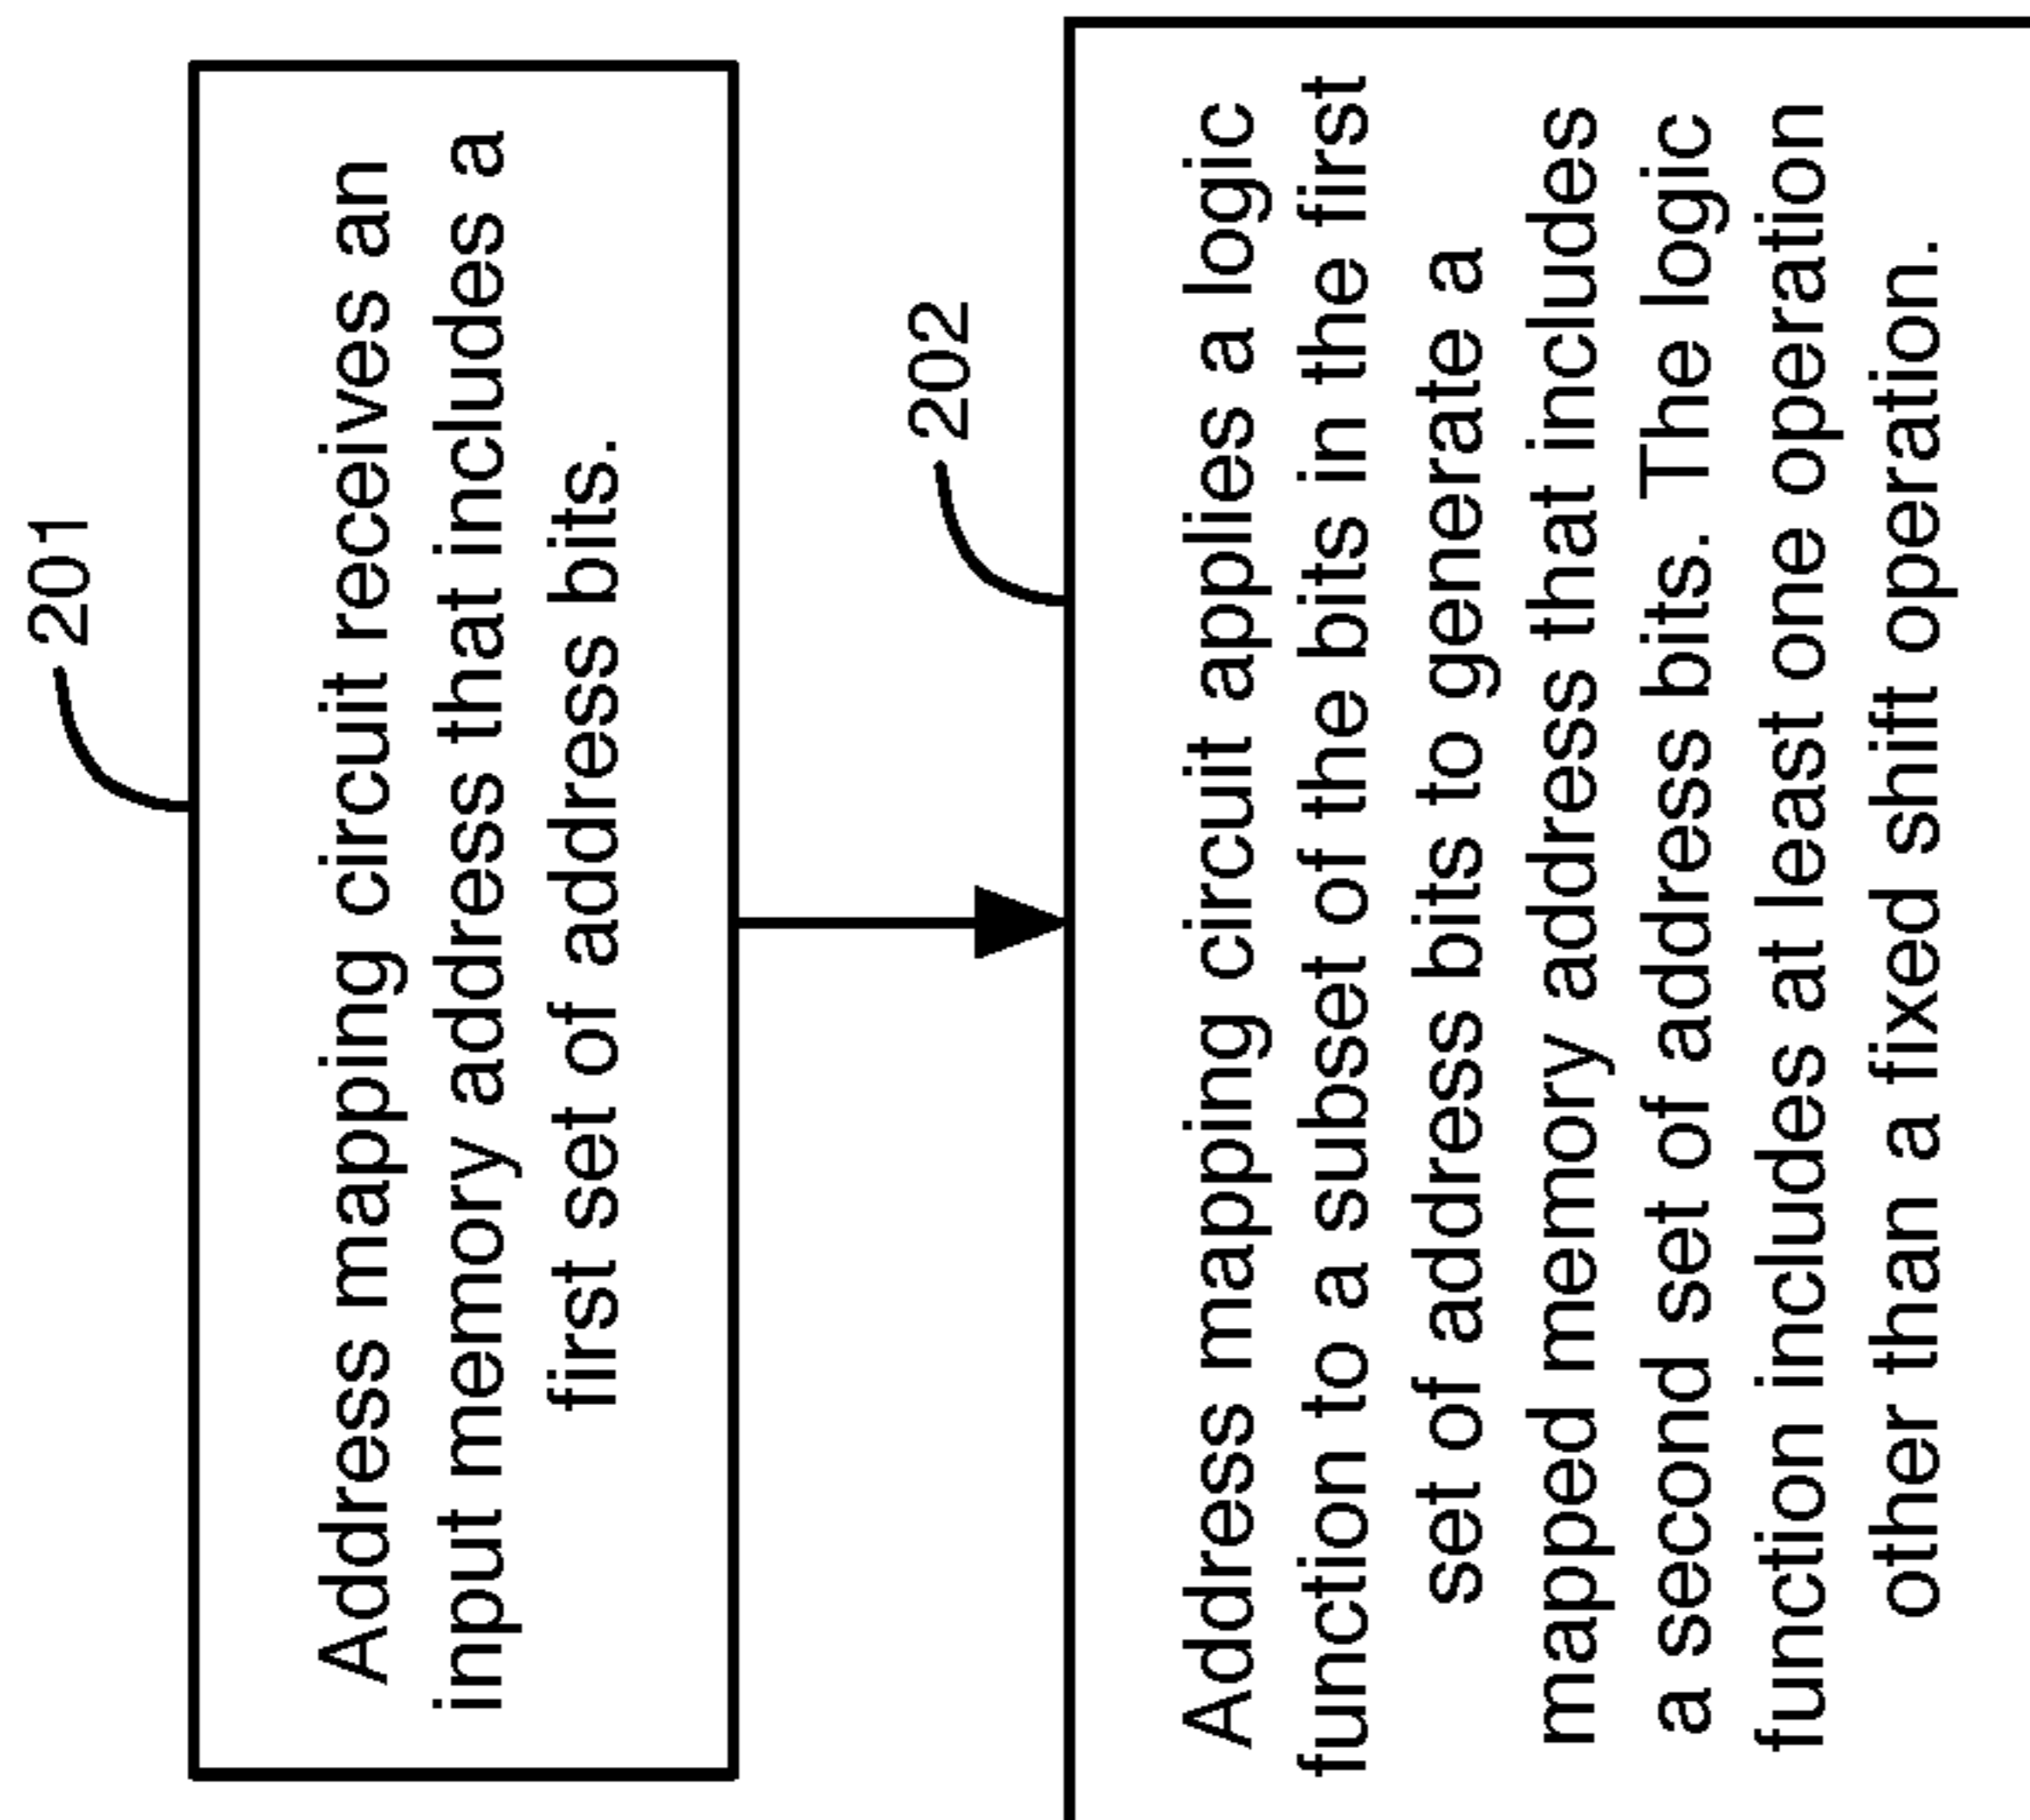 201
Address mapping circuit receives an
input memory address that includes a
first set of address bits.
202
Address mapping circuit applies a logic
function to a subset of the bits in the first
set of address bits to generate a
mapped memory address that includes
a second set of address bits. The logic
function includes at least one operation
other than a fixed shift operation.